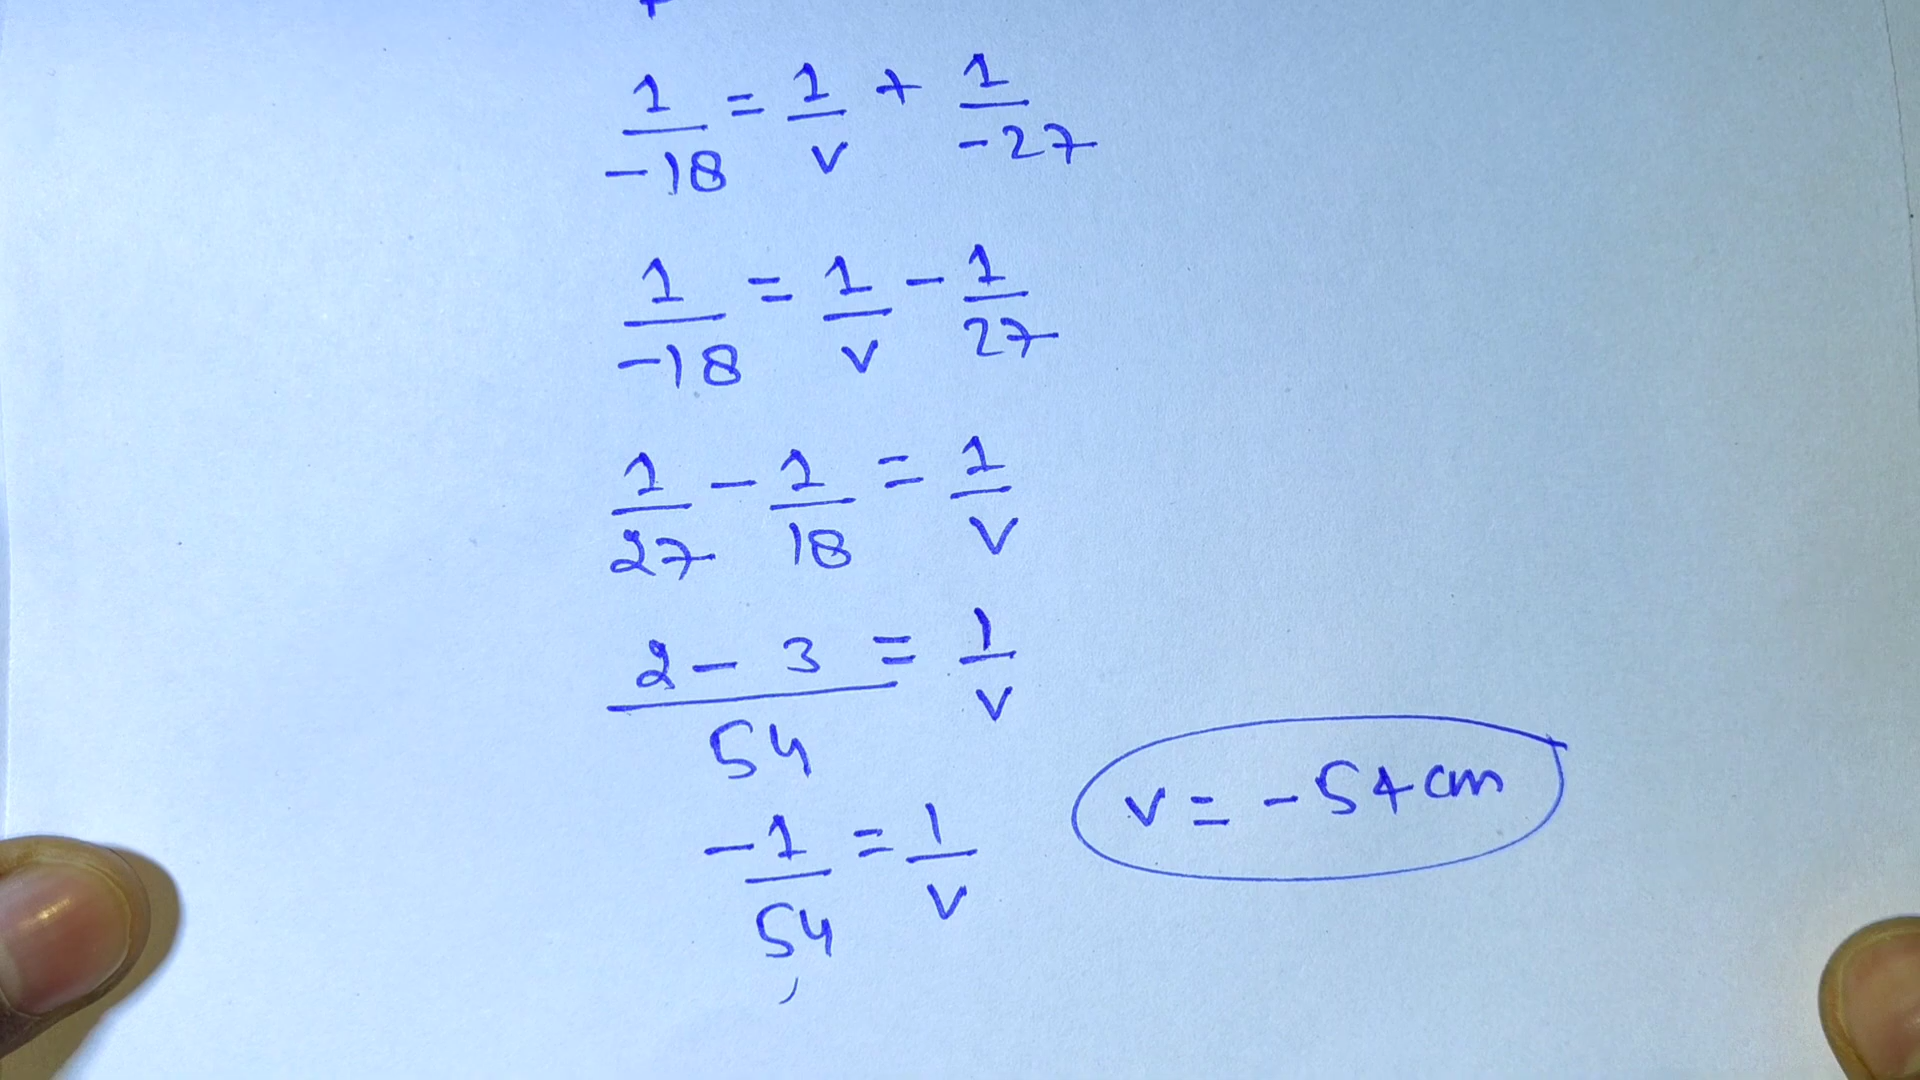 1/-18 = 1/v + 1/-27
1/-18 = 1/v - 1/27
1/27 - 1/18 = 1/v
2 - 3/54 = 1/v
-1/54 = 1/v
v = -54 cm